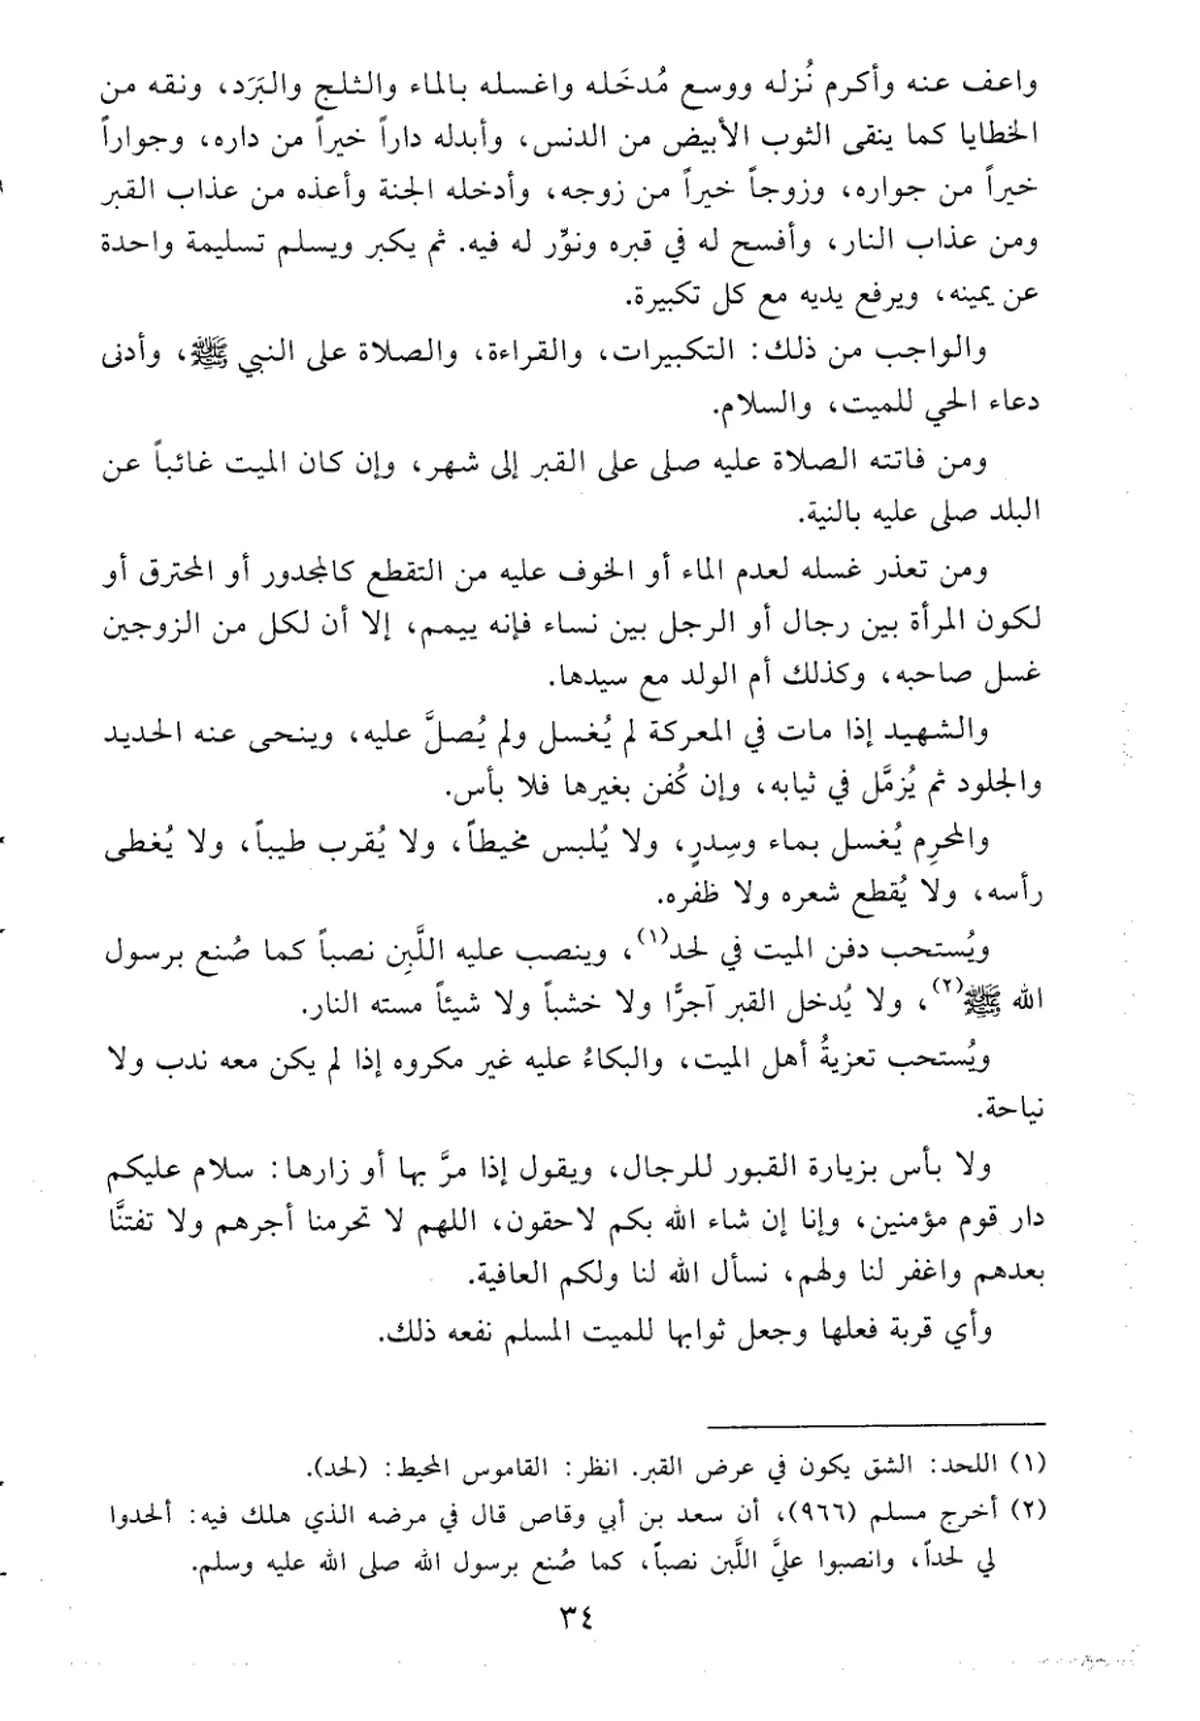 واعف عنه وأكرم نُزله ووسع مُدخَله واغسله بالماء والثلج والبَرَد، ونقه من
الخطايا كما ينقى الثوب الأبيض من الدنس، وأبدله داراً خيراً من داره، وجواراً
خيراً من جواره، وزوجاً خيراً من زوجه، وأدخله الجنة وأعذه من عذاب القبر
ومن عذاب النار، وأفسح له في قبره ونوِّر له فيه. ثم يكبر ويسلم تسليمة واحدة
عن يمينه، ويرفع يديه مع كل تكبيرة.
والواجب من ذلك: التكبيرات، والقراءة، والصلاة على النبي ﷺ، وأدنى
دعاء الحي للميت، والسلام.
ومن فاتته الصلاة عليه صلى على القبر إلى شهر، وإن كان الميت غائباً عن
البلد صلى عليه بالنية.
ومن تعذر غسله لعدم الماء أو الخوف عليه من التقطع كالمجدور أو المحترق أو
لكون المرأة بين رجال أو الرجل بين نساء فإنه ييمم، إلا أن لكل من الزوجين
غسل صاحبه، وكذلك أم الولد مع سيدها.
والشهيد إذا مات في المعركة لم يُغسل ولم يُصلَّ عليه، وينحى عنه الحديد
والجلود ثم يُزمَّل في ثيابه، وإن كُفن بغيرها فلا بأس.
والمحرِم يُغسل بماء وسِدرٍ، ولا يُلبس مخيطاً، ولا يُقرب طيباً، ولا يُغطى
رأسه، ولا يُقطع شعره ولا ظفره.
ويُستحب دفن الميت في لحد(١)، وينصب عليه اللَّبِن نصباً كما صُنع برسول
الله ﷺ(٢)، ولا يُدخل القبر آجرًّا ولا خشباً ولا شيئاً مسته النار.
ويُستحب تعزيةُ أهل الميت، والبكاءُ عليه غير مكروه إذا لم يكن معه ندب ولا
نياحة.
ولا بأس بزيارة القبور للرجال، ويقول إذا مرَّ بها أو زارها: سلام عليكم
دار قوم مؤمنين، وإنا إن شاء الله بكم لاحقون، اللهم لا تحرمنا أجرهم ولا تفتنَّا
بعدهم واغفر لنا ولهم، نسأل الله لنا ولكم العافية.
وأي قربة فعلها وجعل ثوابها للميت المسلم نفعه ذلك.
(١) اللحد: الشق يكون في عرض القبر. انظر: القاموس المحيط: (لحد).
(٢) أخرج مسلم (٩٦٦)، أن سعد بن أبي وقاص قال في مرضه الذي هلك فيه: ألحدوا
لي لحداً، وانصبوا عليَّ اللَّبن نصباً، كما صُنع برسول الله صلى الله عليه وسلم.
٣٤